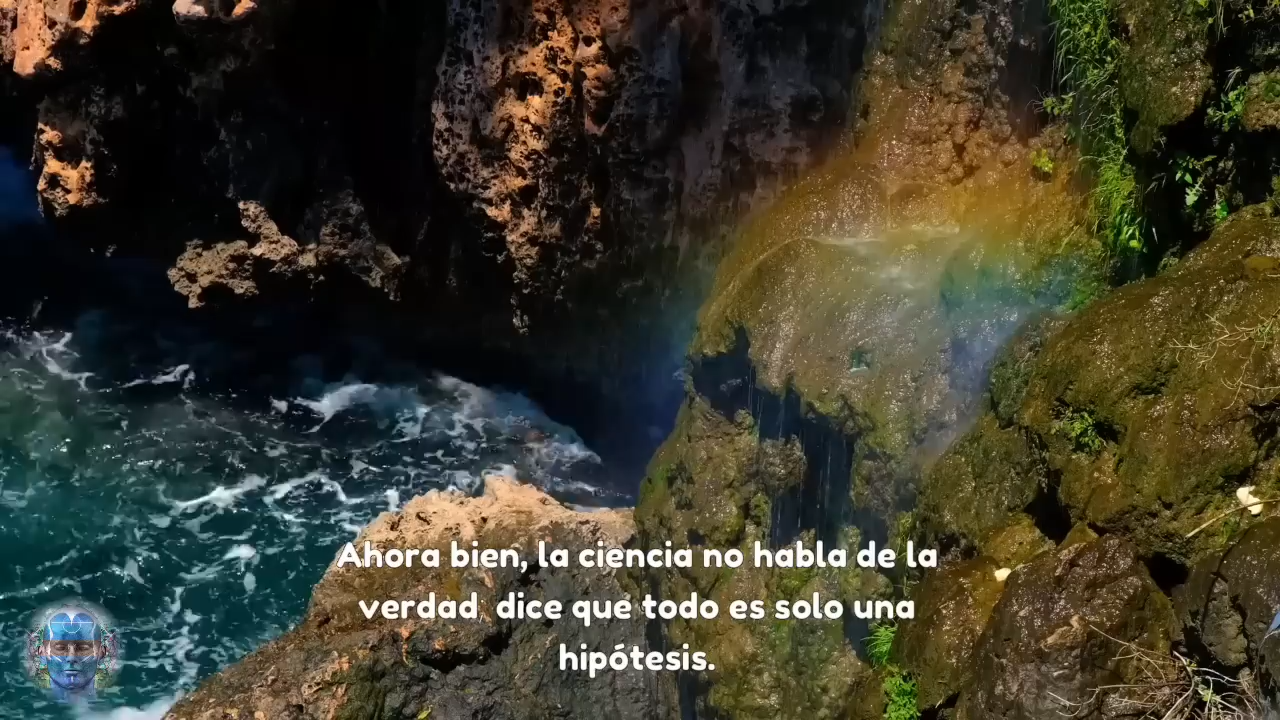 Ahora bien, la ciencia no habla de la
verdad, dice que todo es solo una
hipótesis.